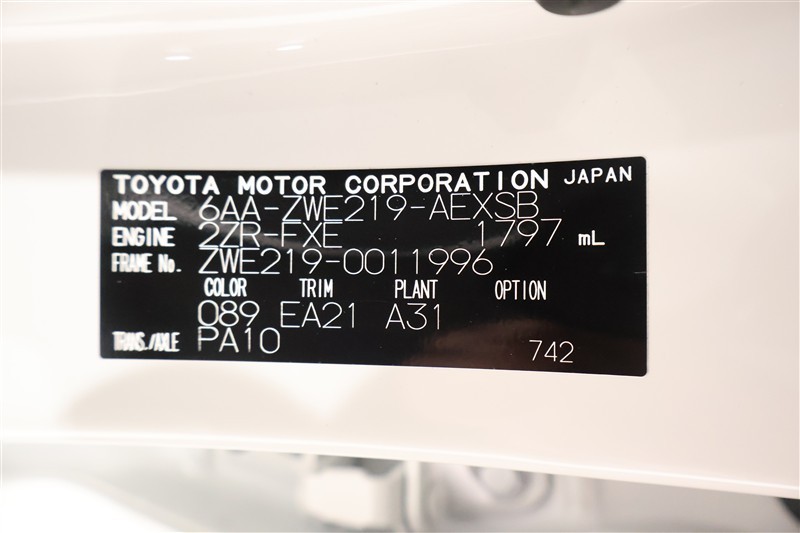 TOYOTA MOTOR CORPORATION JAPAN
MODEL 6AA-ZWE219-AEXSB
ENGINE 2ZR-FXE 1797 mL
FRAME No. ZWE219-0011996
COLOR TRIM PLANT OPTION
089 EA21 A31
TRANS./AXLE PA10 742